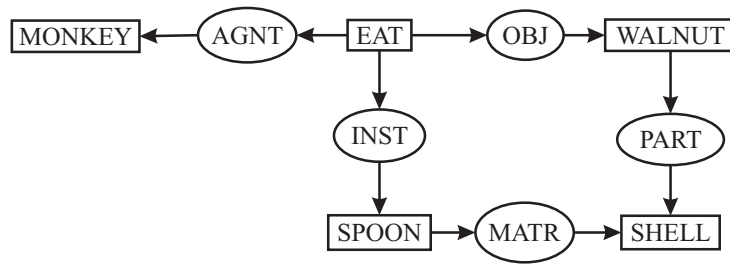 MONKEY AGNT EAT OBJ WALNUT
INST PART
SPOON MATR SHELL